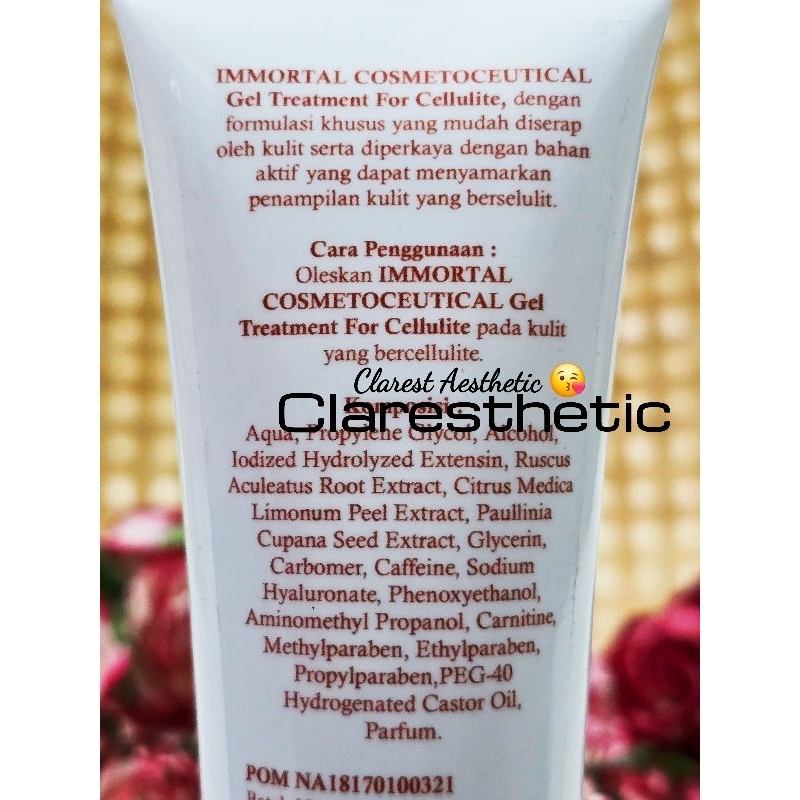 IMMORTAL COSMETOCEUTICAL
Gel Treatment For Cellulite, dengan
formulasi khusus yang mudah diserap
oleh kulit serta diperkaya dengan bahan
aktif yang dapat menyamarkan
penampilan kulit yang berselulit.
Cara Penggunaan :
Oleskan IMMORTAL
COSMETOCEUTICAL Gel
Treatment For Cellulite pada kulit
yang bercellulite.
Clarest Aesthetic 😘
Komposisi :
Claresthetic
Aqua, Propylene Glycol, Alcohol,
Iodized Hydrolyzed Extensin, Ruscus
Aculeatus Root Extract, Citrus Medica
Limonum Peel Extract, Paullinia
Cupana Seed Extract, Glycerin,
Carbomer, Caffeine, Sodium
Hyaluronate, Phenoxyethanol,
Aminomethyl Propanol, Carnitine,
Methylparaben, Ethylparaben,
Propylparaben,PEG-40
Hydrogenated Castor Oil,
Parfum.
POM NA18170100321